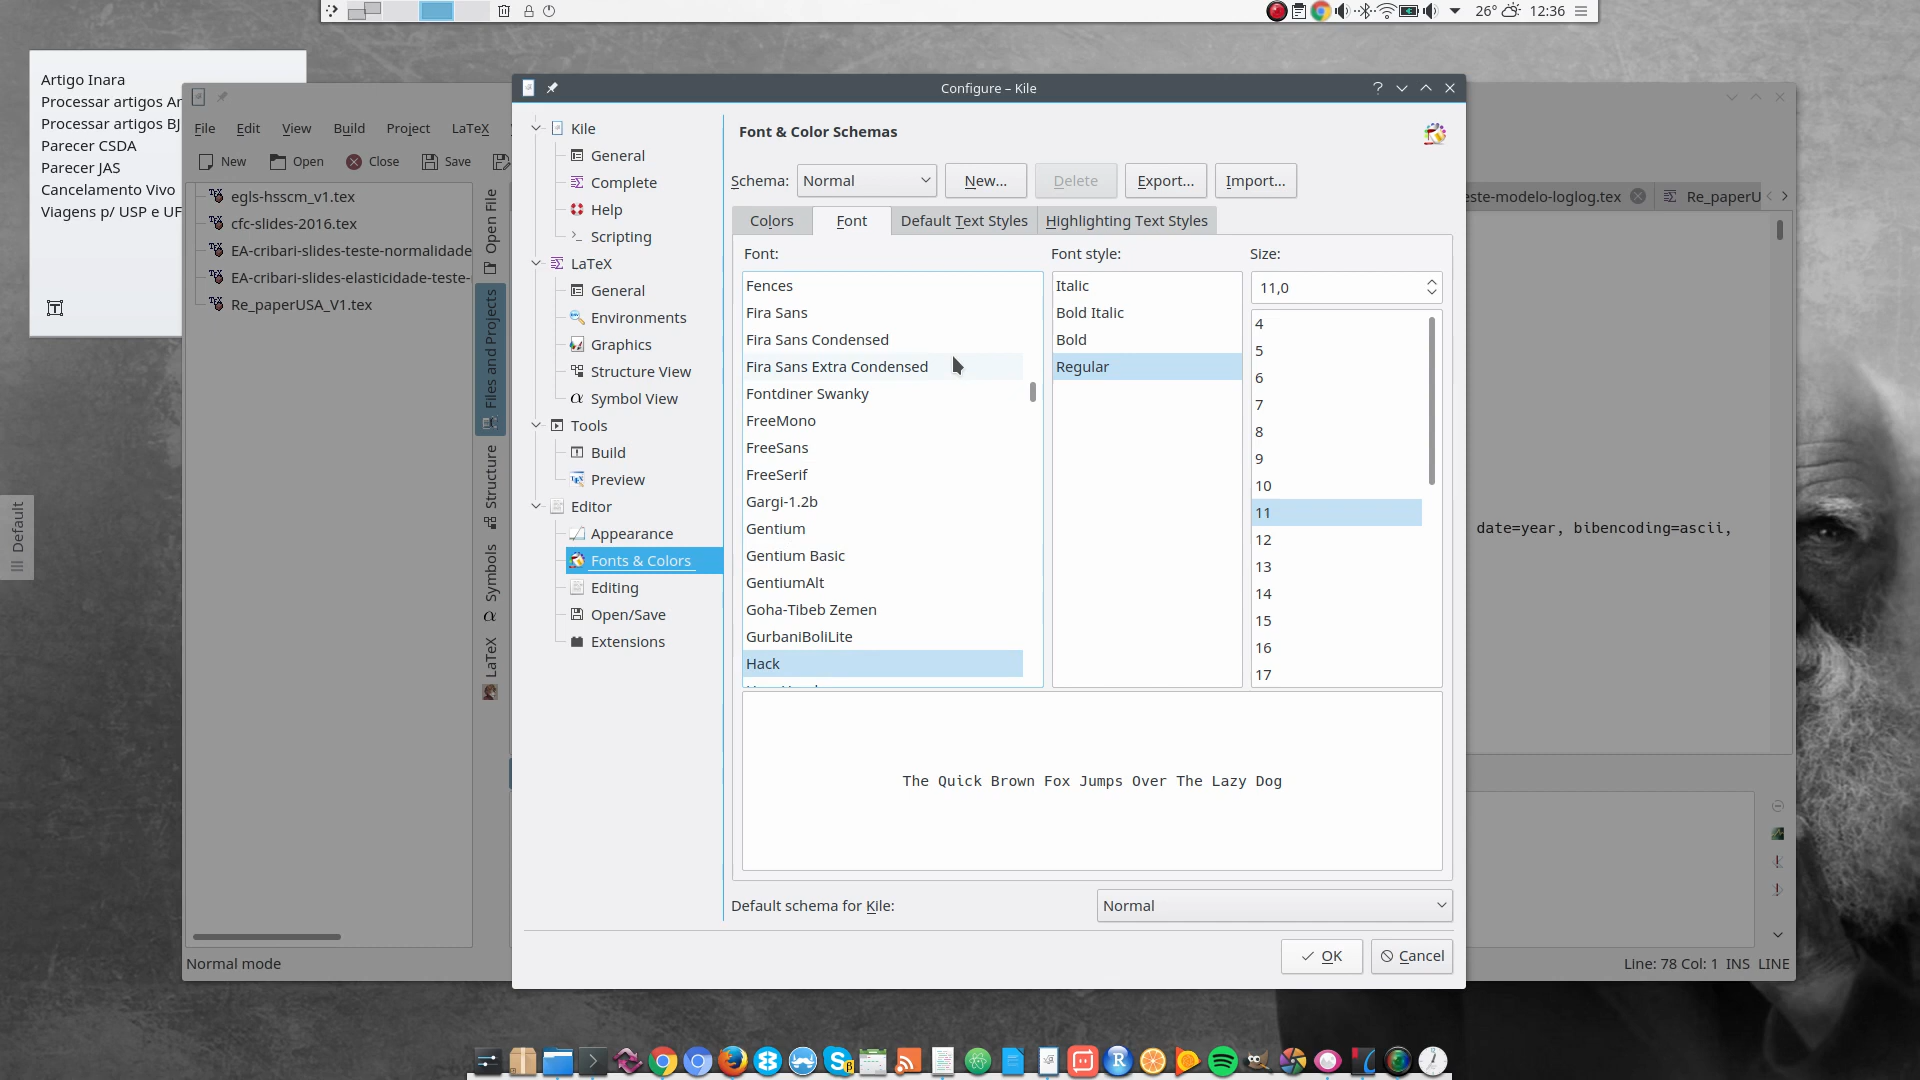 26° 12:36
Artigo Inara
Processar artigos Ar
Processar artigos BJ
Parecer CSDA
Parecer JAS
Cancelamento Vivo
Viagens p/ USP e UF
Default
File Edit View Build Project LaTeX
New Open Close Save
egls-hsscm_v1.tex
cfc-slides-2016.tex
EA-cribari-slides-teste-normalidade
EA-cribari-slides-elasticidade-teste-
Re_paperUSA_V1.tex
Open File
Files and Projects
Structure
Symbols
LaTeX
Normal mode
Configure – Kile
Kile
General
Complete
Help
Scripting
LaTeX
General
Environments
Graphics
Structure View
Symbol View
Tools
Build
Preview
Editor
Appearance
Fonts & Colors
Editing
Open/Save
Extensions
Font & Color Schemas
Schema: Normal New... Delete Export... Import...
Colors Font Default Text Styles Highlighting Text Styles
Font: Font style: Size:
Fences
Fira Sans
Fira Sans Condensed
Fira Sans Extra Condensed
Fontdiner Swanky
FreeMono
FreeSans
FreeSerif
Gargi-1.2b
Gentium
Gentium Basic
GentiumAlt
Goha-Tibeb Zemen
GurbaniBoliLite
Hack
Italic
Bold Italic
Bold
Regular
11,0
4
5
6
7
8
9
10
11
12
13
14
15
16
17
The Quick Brown Fox Jumps Over The Lazy Dog
Default schema for Kile: Normal
OK Cancel
este-modelo-loglog.tex Re_paperU
date=year, bibencoding=ascii,
Line: 78 Col: 1 INS LINE